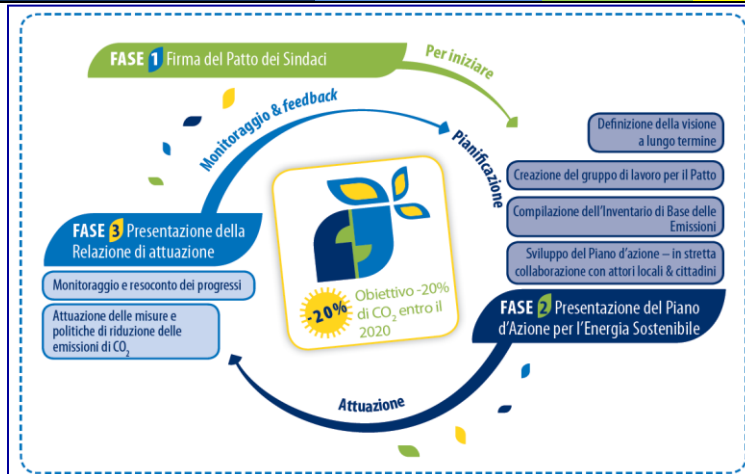 FASE 1 Firma del Patto dei Sindaci
Per iniziare
Monitoraggio & feedback
Pianificazione
Definizione della visione
a lungo termine
Creazione del gruppo di lavoro per il Patto
Compilazione dell'Inventario di Base delle
Emissioni
Sviluppo del Piano d'azione – in stretta
collaborazione con attori locali & cittadini
FASE 2 Presentazione del Piano
d'Azione per l'Energia Sostenibile
Attuazione
FASE 3 Presentazione della
Relazione di attuazione
Monitoraggio e resoconto dei progressi
Attuazione delle misure e
politiche di riduzione delle
emissioni di CO₂
-20%
Obiettivo -20%
di CO₂ entro il
2020